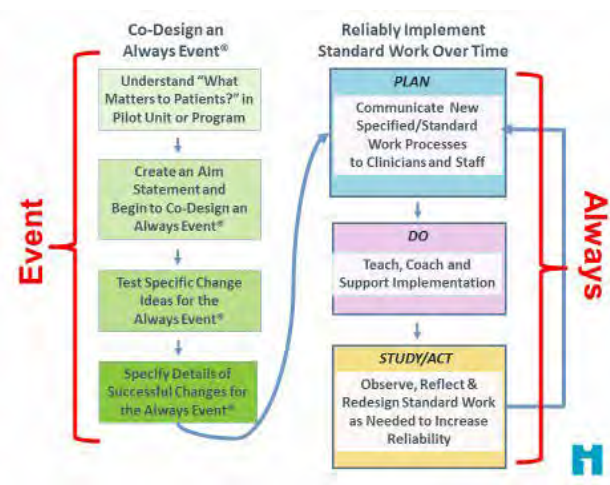 Co-Design an
Always Event®
Understand “What
Matters to Patients?” in
Pilot Unit or Program
Create an Aim
Statement and
Begin to Co-Design an
Always Event®
Test Specific Change
Ideas for the
Always Event®
Specify Details of
Successful Changes for
the Always Event®
Event
Reliably Implement
Standard Work Over Time
PLAN
Communicate New
Specified/Standard
Work Processes
to Clinicians and Staff
DO
Teach, Coach and
Support Implementation
STUDY/ACT
Observe, Reflect &
Redesign Standard Work
as Needed to Increase
Reliability
Always